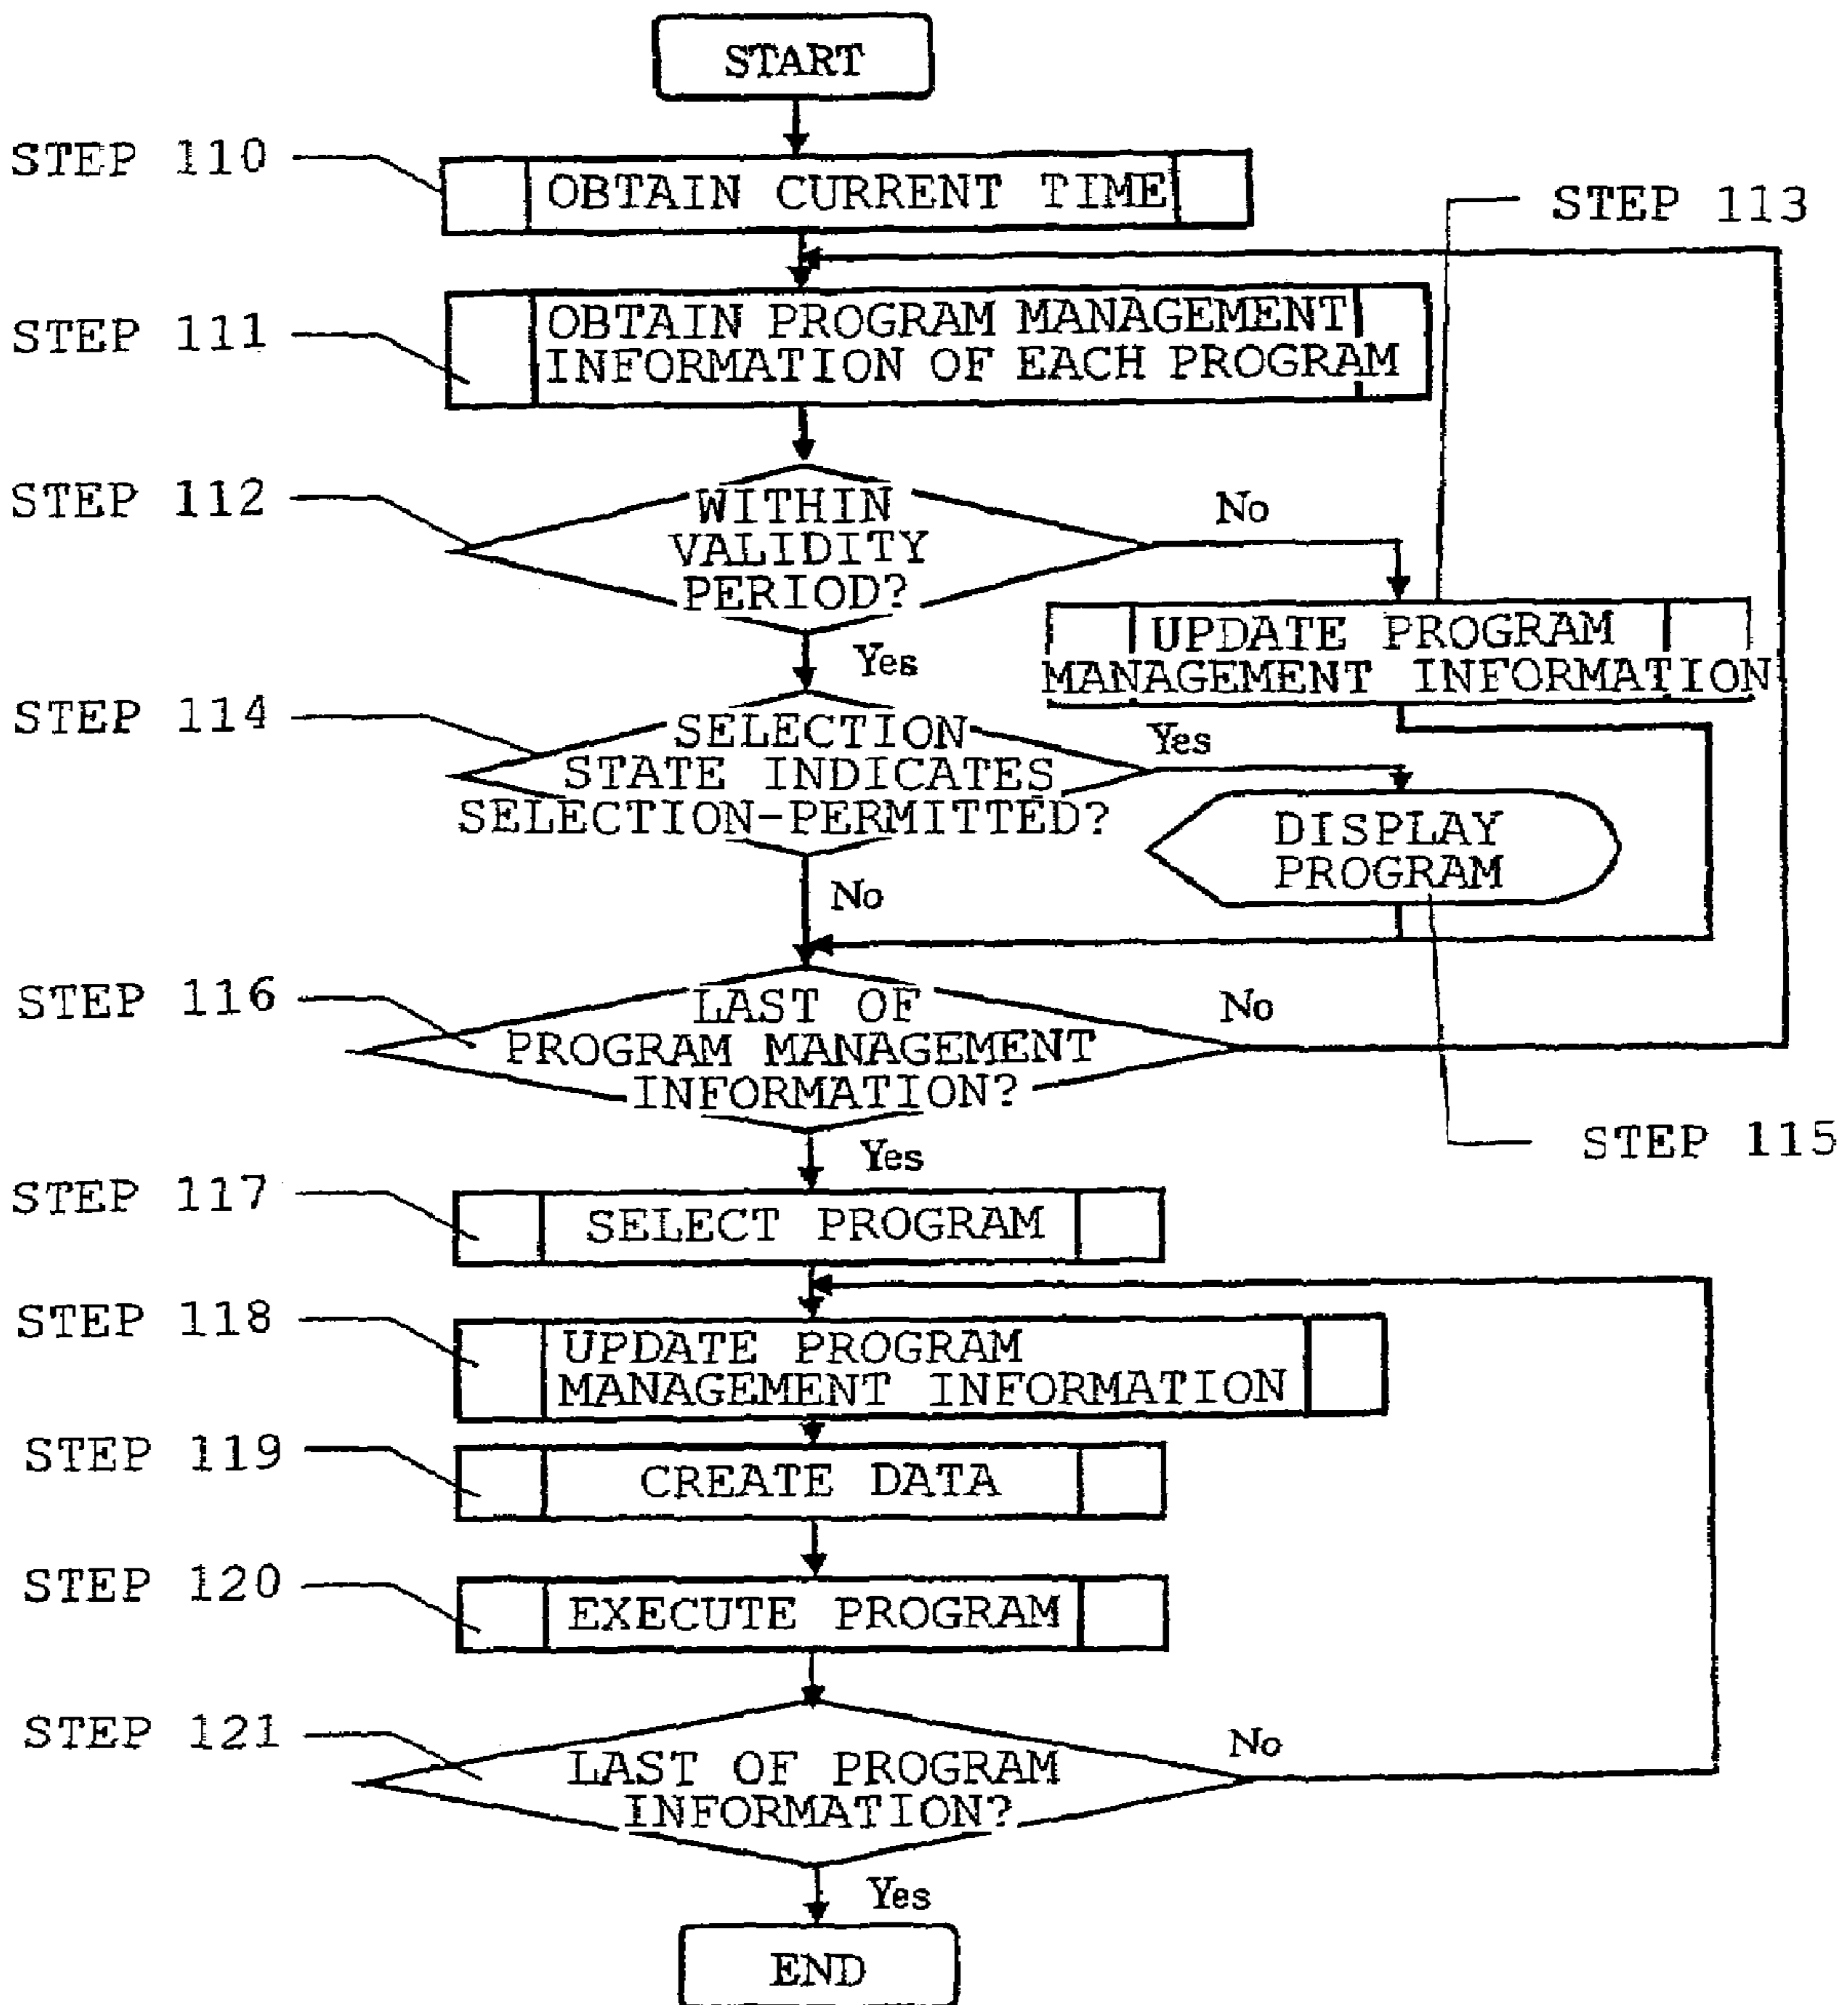 START
STEP 110
OBTAIN CURRENT TIME
STEP 113
STEP 111
OBTAIN PROGRAM MANAGEMENT
INFORMATION OF EACH PROGRAM
STEP 112
WITHIN
VALIDITY
PERIOD?
No
Yes
UPDATE PROGRAM
MANAGEMENT INFORMATION
STEP 114
SELECTION
STATE INDICATES
SELECTION-PERMITTED?
Yes
No
DISPLAY
PROGRAM
STEP 116
LAST OF
PROGRAM MANAGEMENT
INFORMATION?
No
Yes
STEP 115
STEP 117
SELECT PROGRAM
STEP 118
UPDATE PROGRAM
MANAGEMENT INFORMATION
STEP 119
CREATE DATA
STEP 120
EXECUTE PROGRAM
STEP 121
LAST OF PROGRAM
INFORMATION?
No
Yes
END